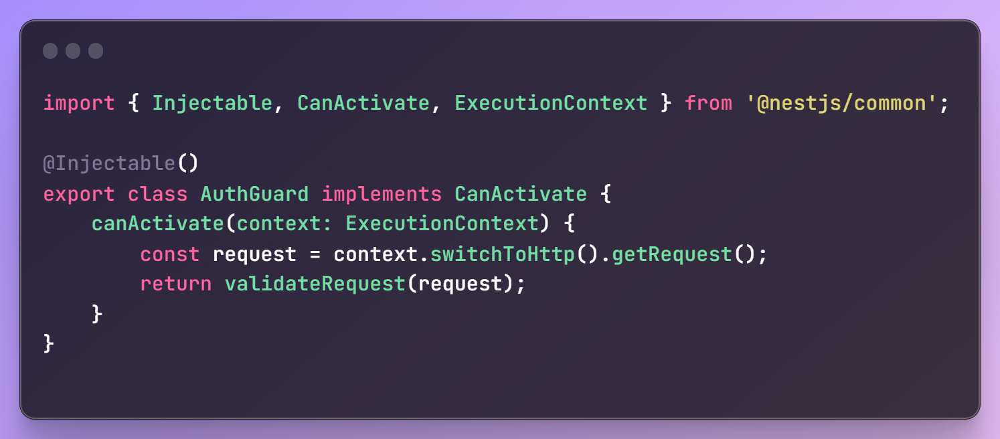 import { Injectable, CanActivate, ExecutionContext } from '@nestjs/common';

@Injectable()
export class AuthGuard implements CanActivate {
    canActivate(context: ExecutionContext) {
        const request = context.switchToHttp().getRequest();
        return validateRequest(request);
    }
}